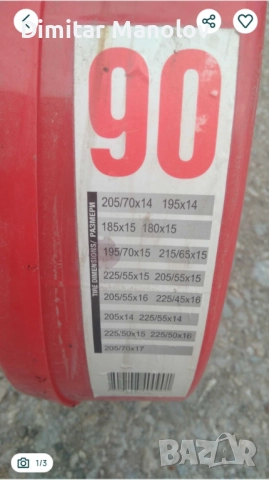 Dimitar Manolov
90
TIRE DIMENSIONS/ РАЗМЕРИ
205/70x14 195x14
185x15 180x15
195/70x15 215/65x15
225/55x15 205/55x15
205/55x16 225/45x16
205x14 225/55x14
225/50x15 225/50x16
205/70x17
1/3
bazar